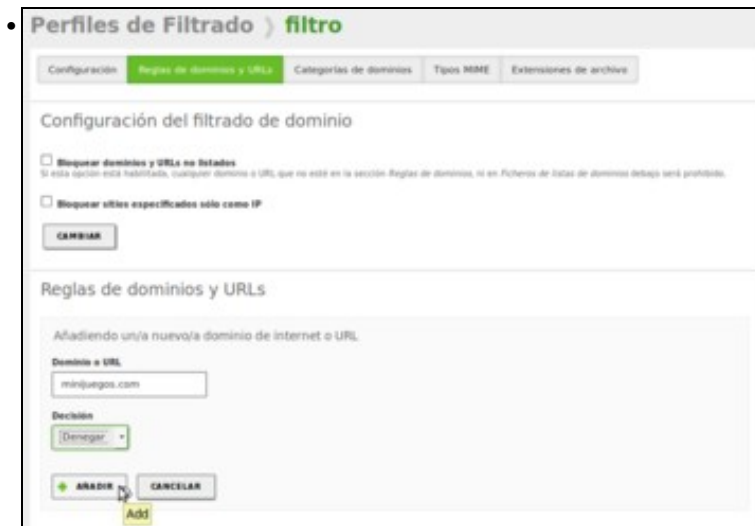 Perfiles de Filtrado › filtro
Configuración Reglas de dominios y URLs Categorías de dominios Tipos MIME Extensiones de archivo
Configuración del filtrado de dominio
Bloquear dominios y URLs no listados
Si esta opción está habilitada, cualquier dominio o URL que no esté en la sección Reglas de dominios, ni en Ficheros de listas de dominios debajo será prohibido.
Bloquear sitios especificados sólo como IP
CAMBIAR
Reglas de dominios y URLs
Añadiendo un/a nuevo/a dominio de internet o URL
Dominio o URL
minijuegos.com
Decisión
Denegar
AÑADIR CANCELAR
Add